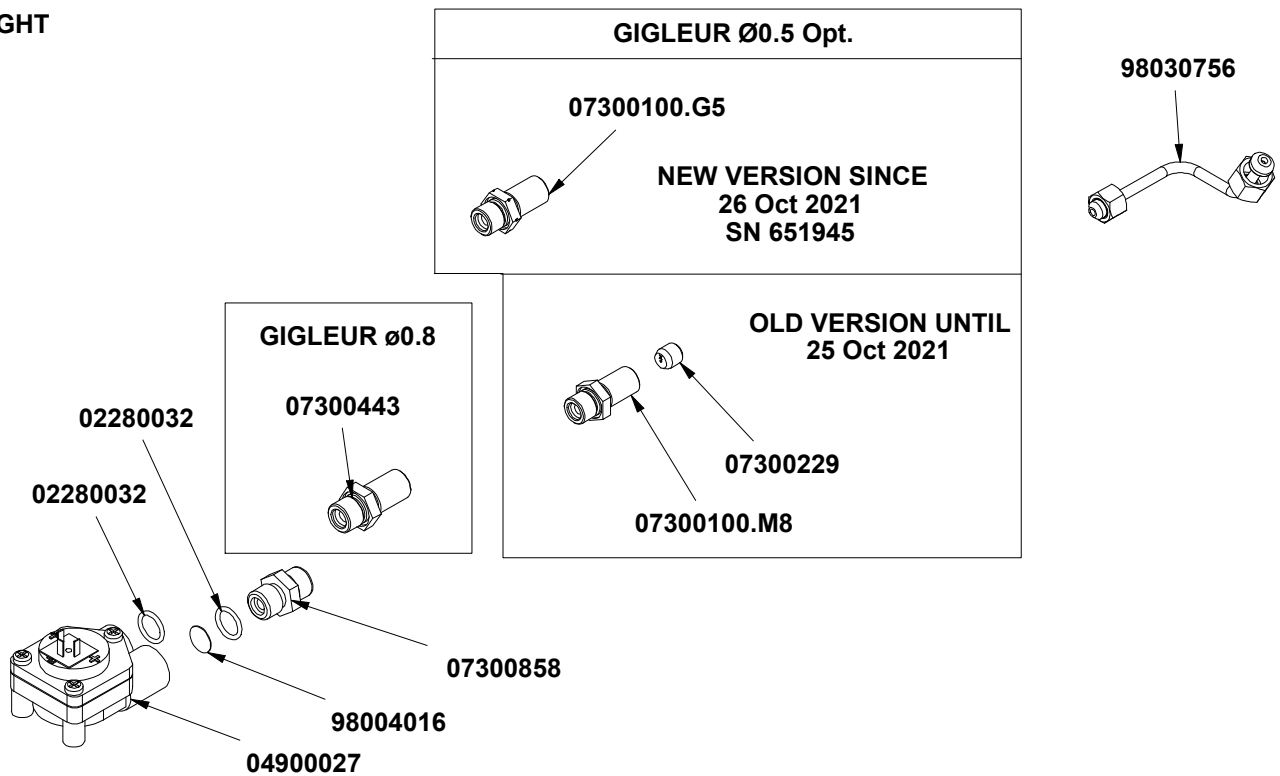 GIGLEUR Ø0.5 Opt.
98030756
07300100.G5
NEW VERSION SINCE
26 Oct 2021
SN 651945
OLD VERSION UNTIL
25 Oct 2021
GIGLEUR ø0.8
07300443
02280032
02280032
07300229
07300100.M8
07300858
98004016
04900027